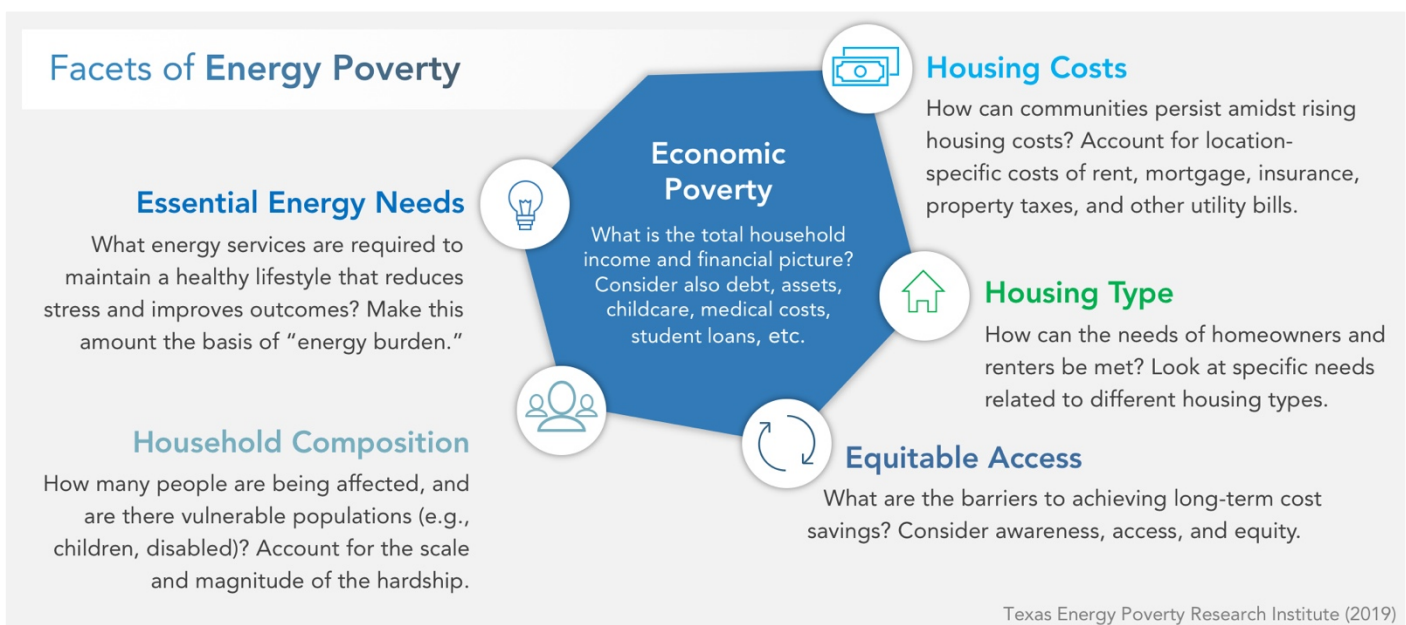 Facets of Energy Poverty
Economic
Poverty
What is the total household
income and financial picture?
Consider also debt, assets,
childcare, medical costs,
student loans, etc.
Housing Costs
How can communities persist amidst rising
housing costs? Account for location-
specific costs of rent, mortgage, insurance,
property taxes, and other utility bills.
Housing Type
How can the needs of homeowners and
renters be met? Look at specific needs
related to different housing types.
Equitable Access
What are the barriers to achieving long-term cost
savings? Consider awareness, access, and equity.
Essential Energy Needs
What energy services are required to
maintain a healthy lifestyle that reduces
stress and improves outcomes? Make this
amount the basis of “energy burden.”
Household Composition
How many people are being affected, and
are there vulnerable populations (e.g.,
children, disabled)? Account for the scale
and magnitude of the hardship.
Texas Energy Poverty Research Institute (2019)